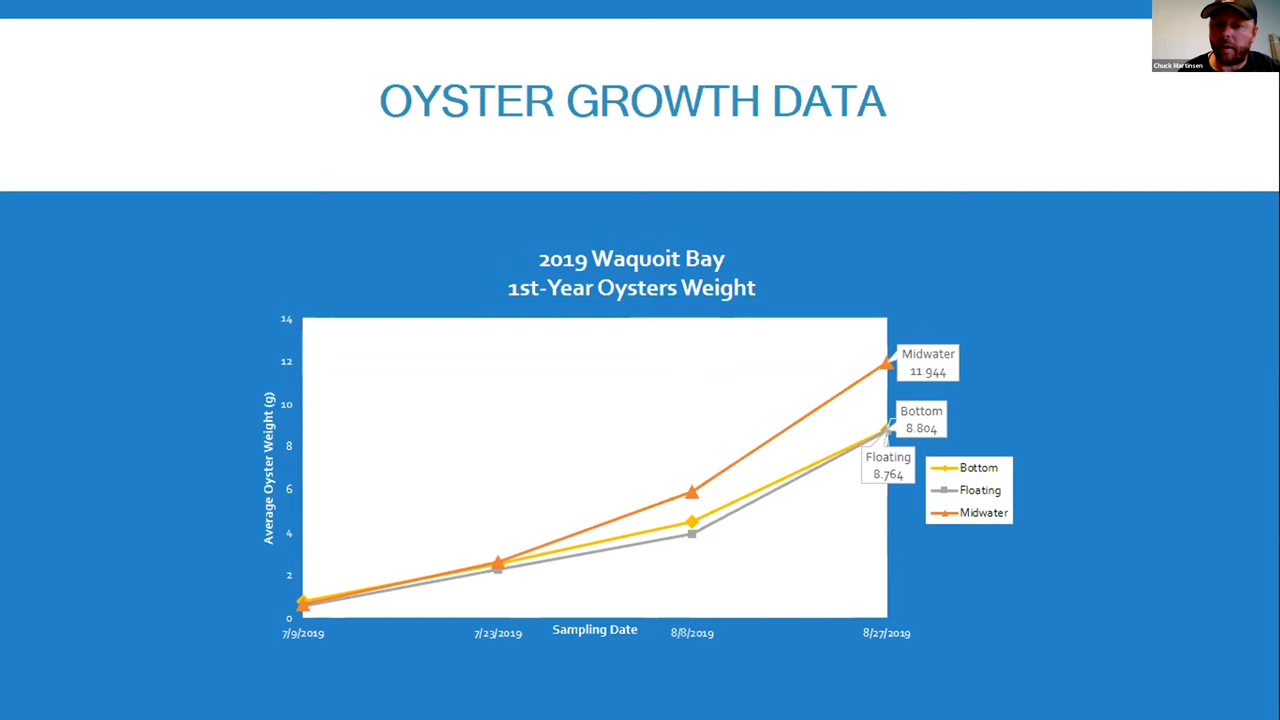 Chuck Martinsen
OYSTER GROWTH DATA
2019 Waquoit Bay
1st-Year Oysters Weight
Average Oyster Weight (g)
14
12
10
8
6
4
2
0
7/9/2019
7/23/2019
8/8/2019
8/27/2019
Sampling Date
Midwater
11.944
Bottom
8.804
Floating
8.764
Bottom
Floating
Midwater